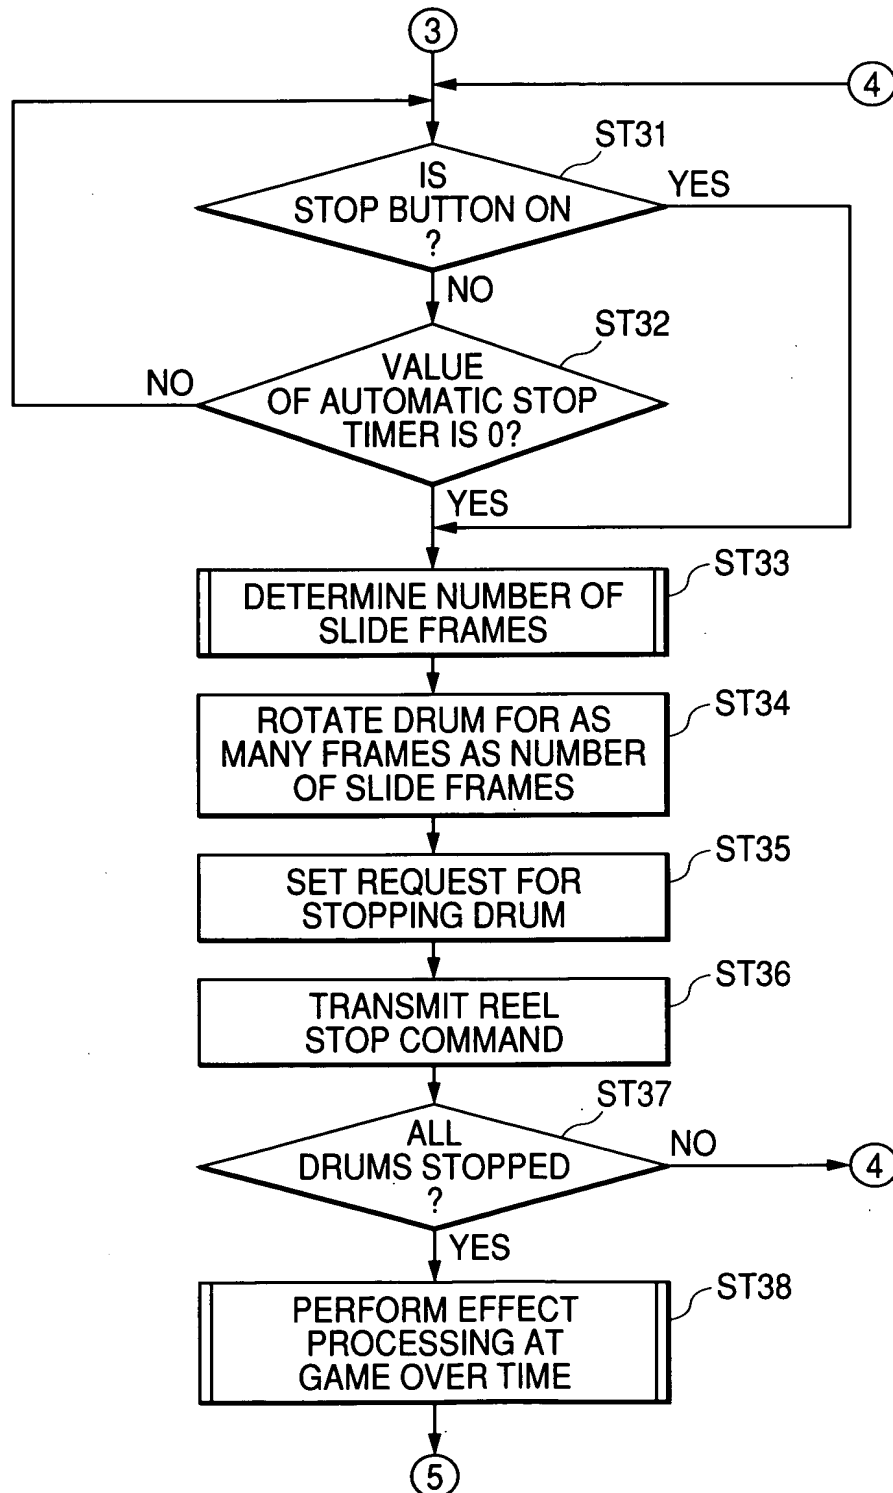 3
4
ST31
IS
STOP BUTTON ON
?
YES
NO
ST32
VALUE
OF AUTOMATIC STOP
TIMER IS 0?
NO
YES
ST33
DETERMINE NUMBER OF
SLIDE FRAMES
ST34
ROTATE DRUM FOR AS
MANY FRAMES AS NUMBER
OF SLIDE FRAMES
ST35
SET REQUEST FOR
STOPPING DRUM
ST36
TRANSMIT REEL
STOP COMMAND
ST37
ALL
DRUMS STOPPED
?
NO
4
YES
ST38
PERFORM EFFECT
PROCESSING AT
GAME OVER TIME
5